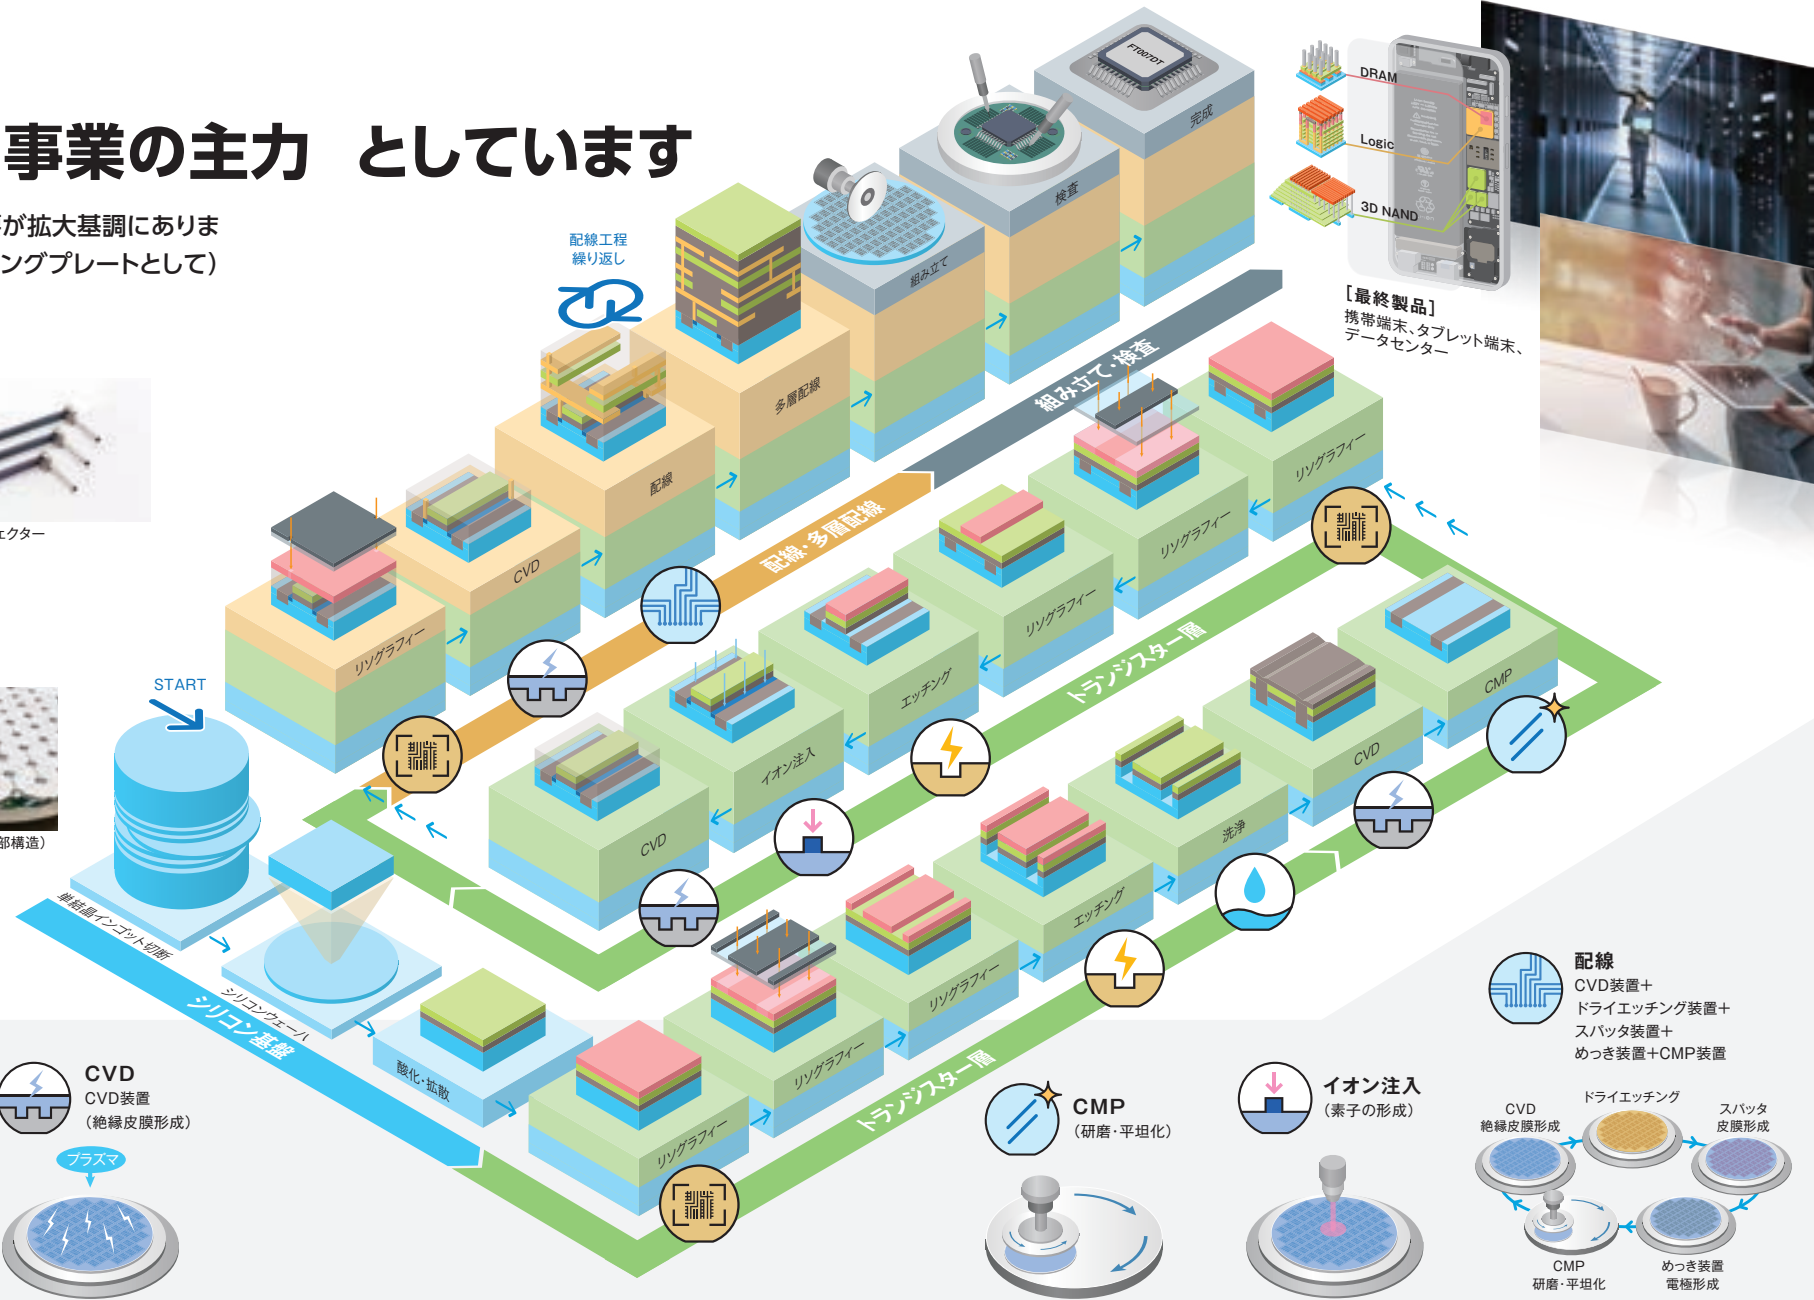 事業の主力 としています
が拡大基調にありま
ングプレートとして）
ェクター
部構造）
START
単結晶インゴット切断
シリコンウェーハ
シリコン基盤
酸化・拡散
リソグラフィー
リソグラフィー
リソグラフィー
エッチング
洗浄
CVD
CMP
トランジスター層
リソグラフィー
リソグラフィー
リソグラフィー
エッチング
イオン注入
CVD
トランジスター層
リソグラフィー
CVD
配線
配線工程
繰り返し
多層配線
配線・多層配線
組み立て
検査
完成
FT007DT
組み立て・検査
DRAM
Logic
3D NAND
［最終製品］
携帯端末、タブレット端末、
データセンター
CVD
CVD装置
（絶縁皮膜形成）
プラズマ
CMP
（研磨・平坦化）
イオン注入
（素子の形成）
配線
CVD装置＋
ドライエッチング装置＋
スパッタ装置＋
めっき装置＋CMP装置
CVD
絶縁皮膜形成
ドライエッチング
スパッタ
皮膜形成
CMP
研磨・平坦化
めっき装置
電極形成